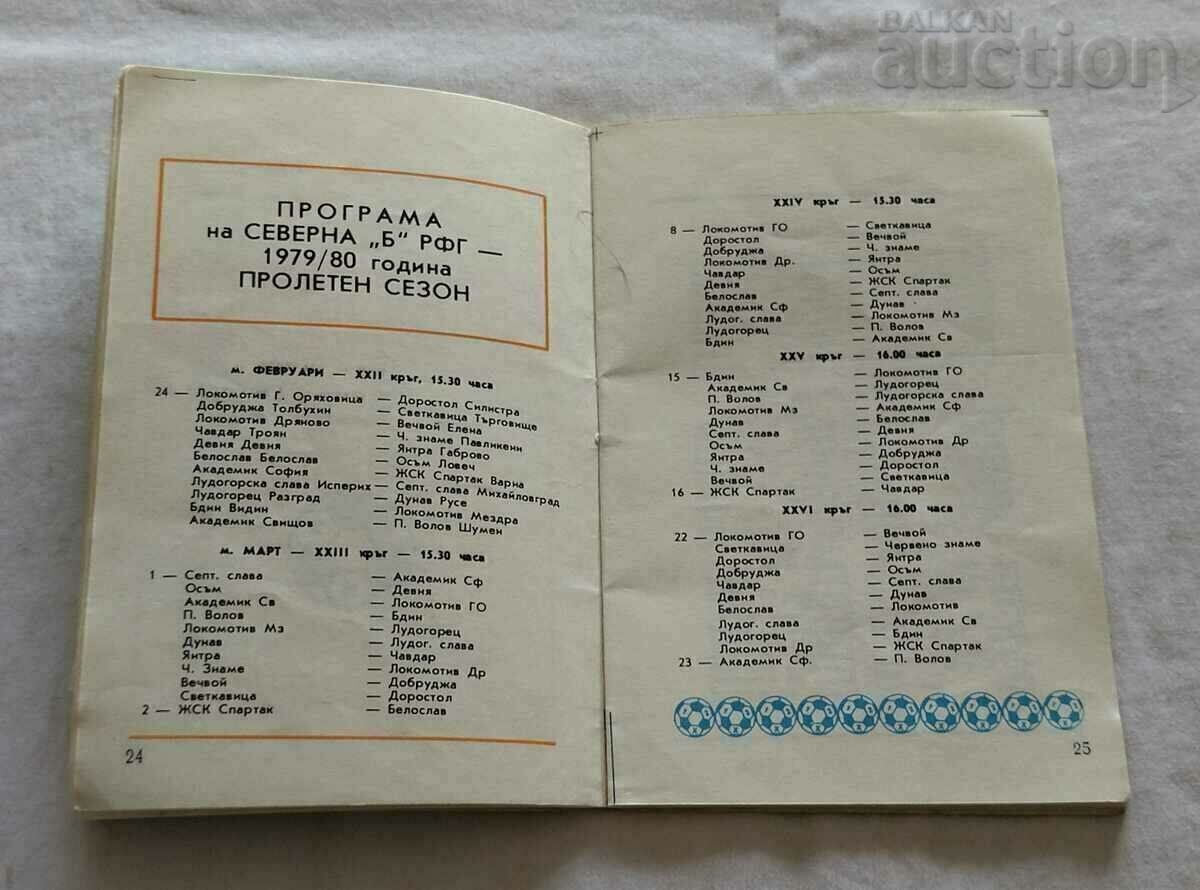 BALKAN
auction
ПРОГРАМА
на СЕВЕРНА „Б" РФГ —
1979/80 година
ПРОЛЕТЕН СЕЗОН
м. ФЕВРУАРИ — XXII кръг, 15.30 часа
24 — Локомотив Г. Оряховица — Доростол Силистра
Добруджа Толбухин — Светкавица Търговище
Локомотив Дряново — Вечвой Елена
Чавдар Троян — Ч. знаме Павликени
Девня Девня — Янтра Габрово
Белослав Белослав — Осъм Ловеч
Академик София — ЖСК Спартак Варна
Лудогорска слава Исперих — Септ. слава Михайловград
Лудогорец Разград — Дунав Русе
Бдин Видин — Локомотив Мездра
Академик Свищов — П. Волов Шумен
м. МАРТ — XXIII кръг — 15.30 часа
1 — Септ. слава — Академик Сф
Осъм — Девня
Академик Св — Локомотив ГО
П. Волов — Бдин
Локомотив Мз — Лудогорец
Дунав — Лудог. слава
Янтра — Чавдар
Ч. Знаме — Локомотив Др
Вечвой — Добруджа
Светкавица — Доростол
2 — ЖСК Спартак — Белослав
24
XXIV кръг — 15.30 часа
8 — Локомотив ГО — Светкавица
Доростол — Вечвой
Добруджа — Ч. знаме
Локомотив Др. — Янтра
Чавдар — Осъм
Девня — ЖСК Спартак
Белослав — Септ. слава
Академик Сф — Дунав
Лудог. слава — Локомотив Мз
Лудогорец — П. Волов
Бдин — Академик Св
XXV кръг — 16.00 часа
15 — Бдин — Локомотив ГО
Академик Св — Лудогорец
П. Волов — Лудогорска слава
Локомотив Мз — Академик Сф
Дунав — Белослав
Септ. слава — Девня
Осъм — Локомотив Др
Янтра — Добруджа
Ч. знаме — Доростол
Вечвой — Светкавица
16 — ЖСК Спартак — Чавдар
XXVI кръг — 16.00 часа
22 — Локомотив ГО — Вечвой
Светкавица — Червено знаме
Доростол — Янтра
Добруджа — Осъм
Чавдар — Септ. слава
Девня — Дунав
Белослав — Локомотив
Лудог. слава — Академик Св
Лудогорец — Бдин
Локомотив Др — ЖСК Спартак
23 — Академик Сф. — П. Волов
25